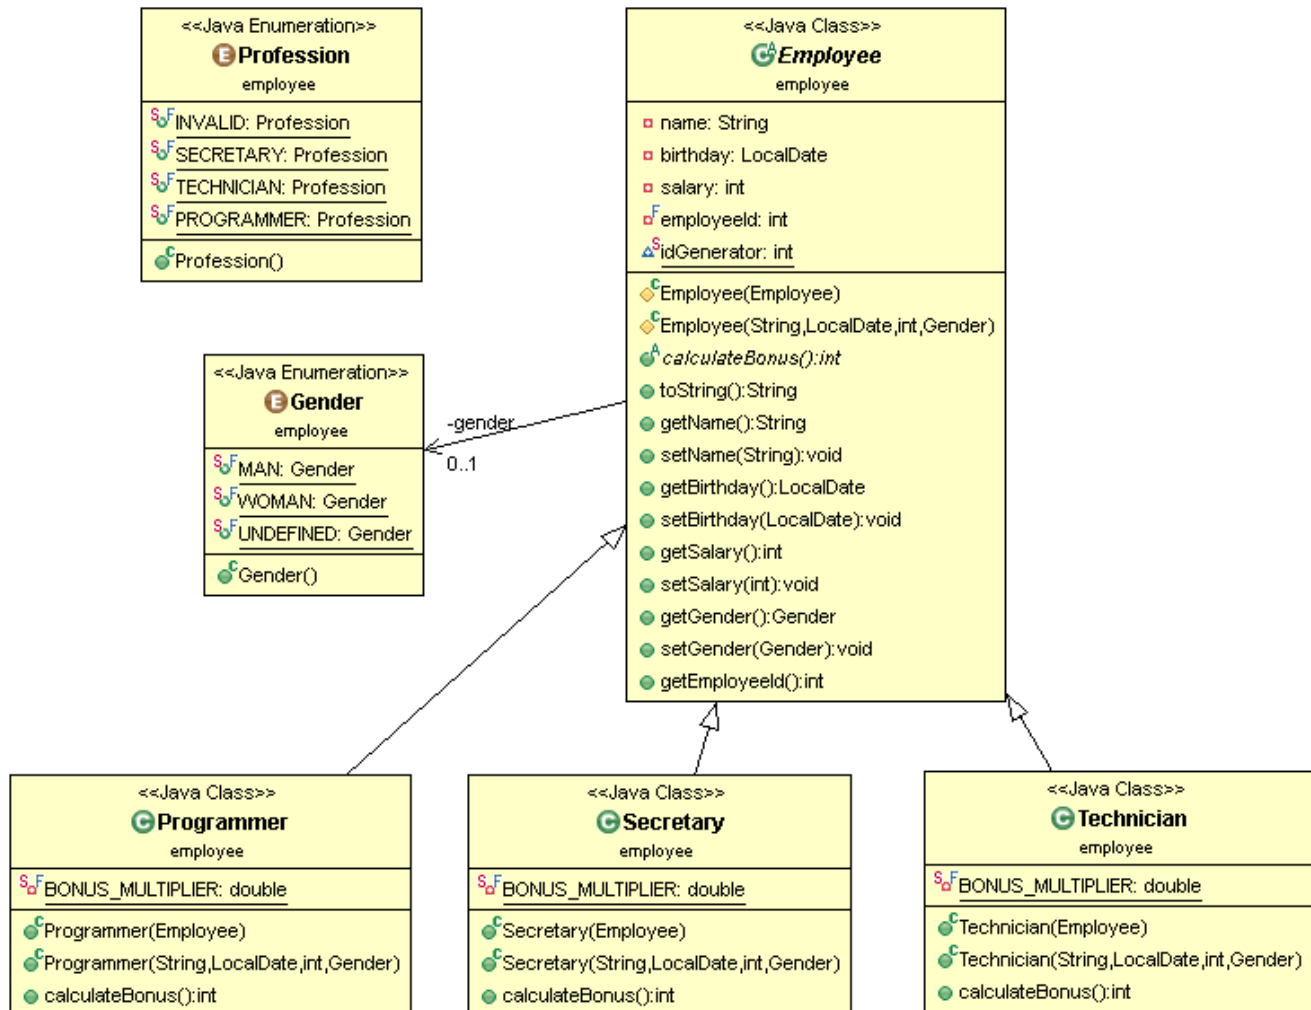 <<Java Enumeration>>
Profession
employee
INVALID: Profession
SECRETARY: Profession
TECHNICIAN: Profession
PROGRAMMER: Profession
Profession()
<<Java Class>>
Employee
employee
name: String
birthday: LocalDate
salary: int
employeeId: int
idGenerator: int
Employee(Employee)
Employee(String,LocalDate,int,Gender)
calculateBonus():int
toString():String
getName():String
setName(String):void
getBirthday():LocalDate
setBirthday(LocalDate):void
getSalary():int
setSalary(int):void
getGender():Gender
setGender(Gender):void
getEmployeeId():int
<<Java Enumeration>>
Gender
employee
MAN: Gender
WOMAN: Gender
UNDEFINED: Gender
Gender()
-gender
0..1
<<Java Class>>
Programmer
employee
BONUS_MULTIPLIER: double
Programmer(Employee)
Programmer(String,LocalDate,int,Gender)
calculateBonus():int
<<Java Class>>
Secretary
employee
BONUS_MULTIPLIER: double
Secretary(Employee)
Secretary(String,LocalDate,int,Gender)
calculateBonus():int
<<Java Class>>
Technician
employee
BONUS_MULTIPLIER: double
Technician(Employee)
Technician(String,LocalDate,int,Gender)
calculateBonus():int